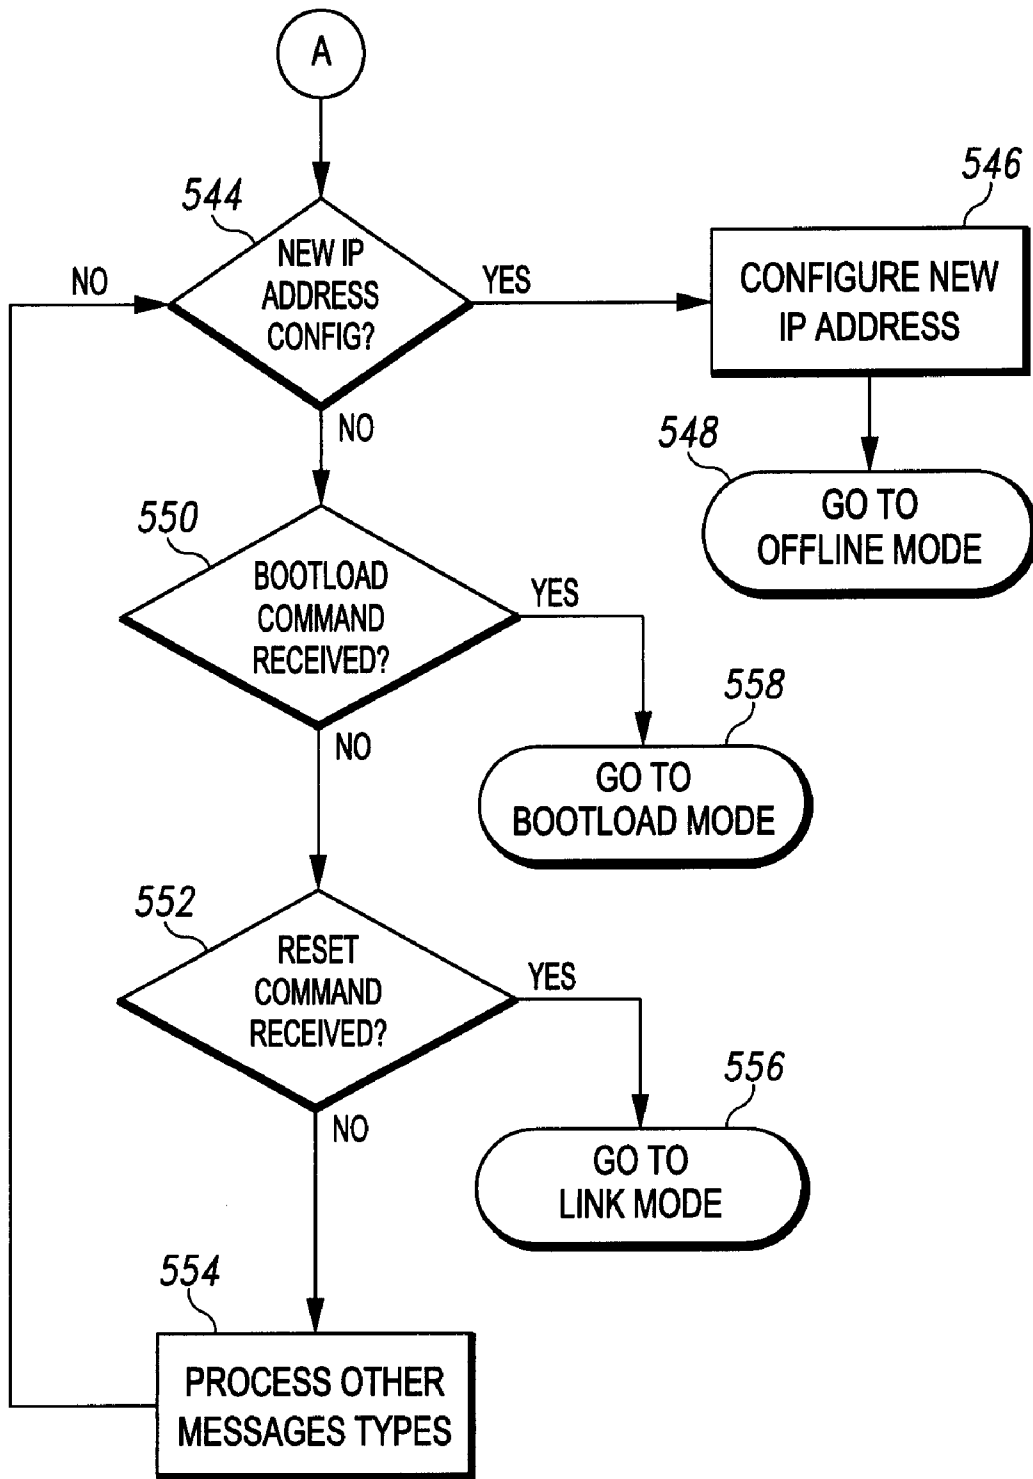 A
544
NEW IP
ADDRESS
CONFIG?
NO
YES
546
CONFIGURE NEW
IP ADDRESS
NO
548
GO TO
OFFLINE MODE
550
BOOTLOAD
COMMAND
RECEIVED?
YES
NO
558
GO TO
BOOTLOAD MODE
552
RESET
COMMAND
RECEIVED?
YES
NO
556
GO TO
LINK MODE
554
PROCESS OTHER
MESSAGES TYPES